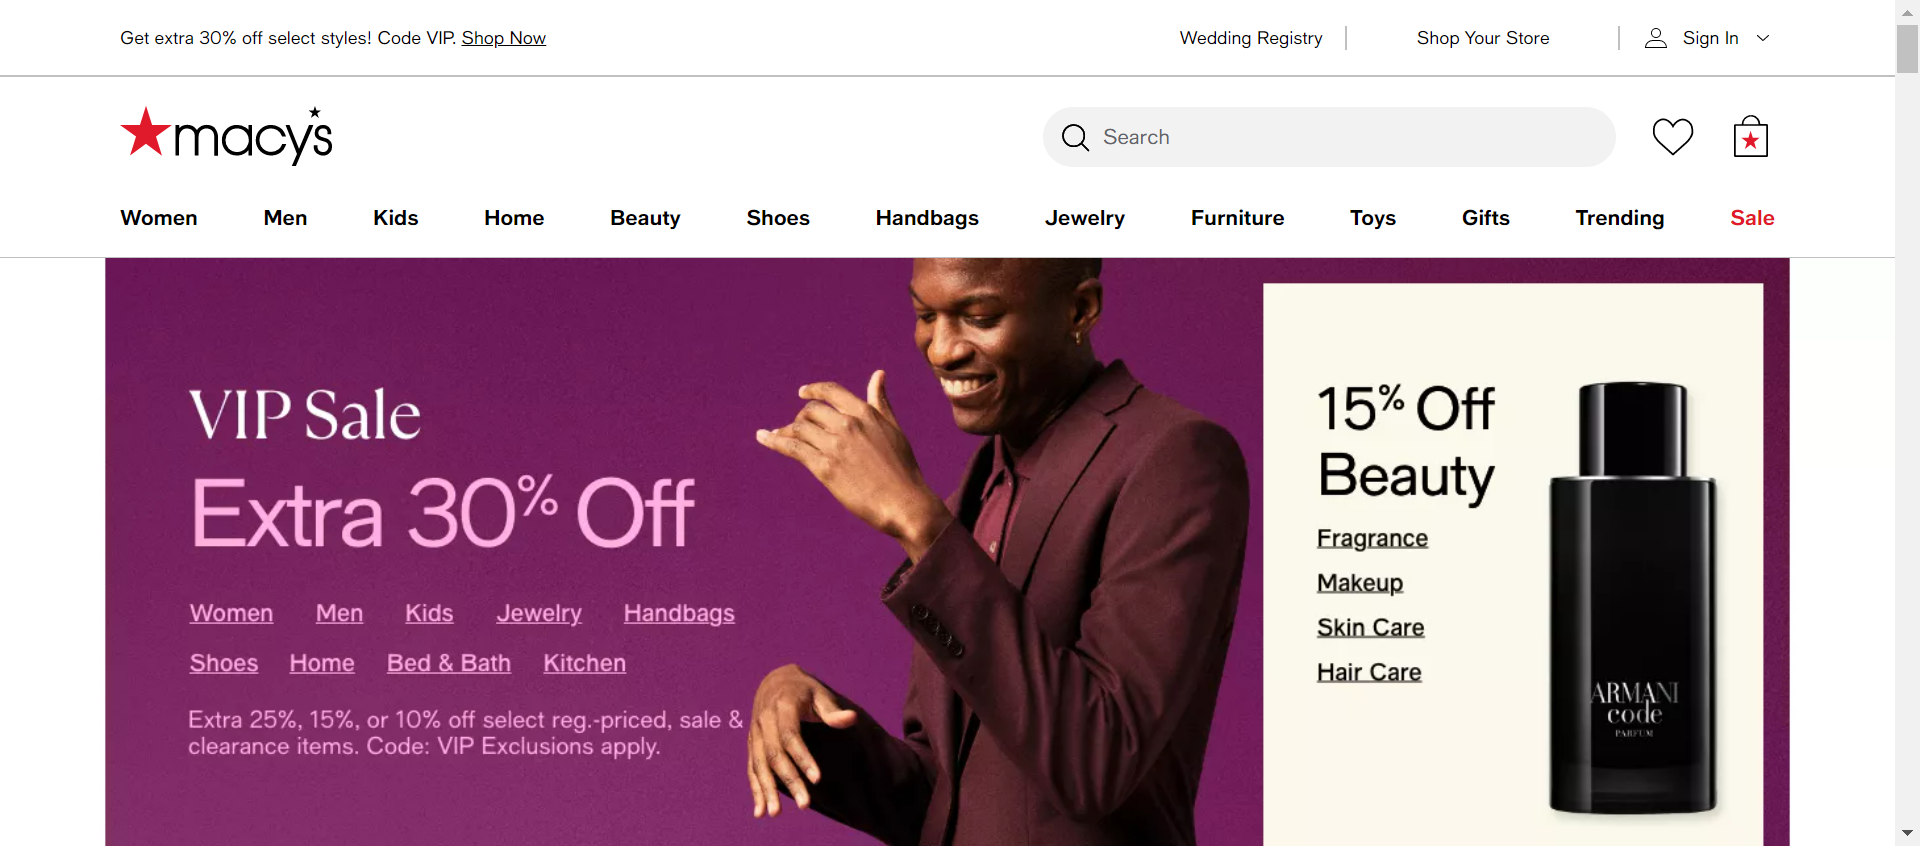 Get extra 30% off select styles! Code VIP. Shop Now
Wedding Registry
Shop Your Store
Sign In
macy's
Search
Women Men Kids Home Beauty Shoes Handbags Jewelry Furniture Toys Gifts Trending Sale
VIP Sale
Extra 30% Off
Women Men Kids Jewelry Handbags
Shoes Home Bed & Bath Kitchen
Extra 25%, 15%, or 10% off select reg.-priced, sale &
clearance items. Code: VIP Exclusions apply.
15% Off
Beauty
Fragrance
Makeup
Skin Care
Hair Care
ARMANI
code
PARFUM